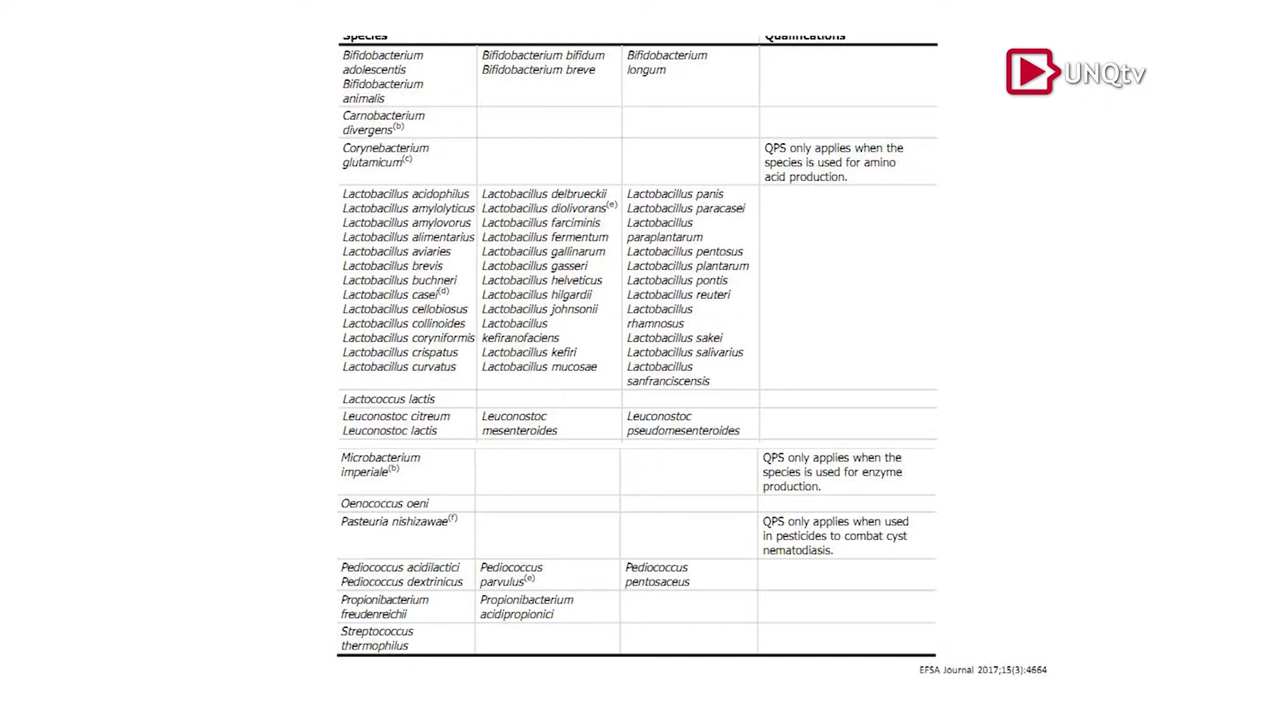 Species Qualifications
UNQtv
Bifidobacterium Bifidobacterium bifidum Bifidobacterium
adolescentis Bifidobacterium breve longum
Bifidobacterium
animalis
Carnobacterium
divergens(b)
Corynebacterium QPS only applies when the
glutamicum(c) species is used for amino
acid production.
Lactobacillus acidophilus Lactobacillus delbrueckii Lactobacillus panis
Lactobacillus amylolyticus Lactobacillus diolivorans(e) Lactobacillus paracasei
Lactobacillus amylovorus Lactobacillus farciminis Lactobacillus
Lactobacillus alimentarius Lactobacillus fermentum paraplantarum
Lactobacillus aviaries Lactobacillus gallinarum Lactobacillus pentosus
Lactobacillus brevis Lactobacillus gasseri Lactobacillus plantarum
Lactobacillus buchneri Lactobacillus helveticus Lactobacillus pontis
Lactobacillus casei(d) Lactobacillus hilgardii Lactobacillus reuteri
Lactobacillus cellobiosus Lactobacillus johnsonii Lactobacillus
Lactobacillus collinoides Lactobacillus rhamnosus
Lactobacillus coryniformis kefiranofaciens Lactobacillus sakei
Lactobacillus crispatus Lactobacillus kefiri Lactobacillus salivarius
Lactobacillus curvatus Lactobacillus mucosae Lactobacillus
sanfranciscensis
Lactococcus lactis
Leuconostoc citreum Leuconostoc Leuconostoc
Leuconostoc lactis mesenteroides pseudomesenteroides
Microbacterium QPS only applies when the
imperiale(b) species is used for enzyme
production.
Oenococcus oeni
Pasteuria nishizawae(f) QPS only applies when used
in pesticides to combat cyst
nematodiasis.
Pediococcus acidilactici Pediococcus Pediococcus
Pediococcus dextrinicus parvulus(e) pentosaceus
Propionibacterium Propionibacterium
freudenreichii acidipropionici
Streptococcus
thermophilus
EFSA Journal 2017;15(3):4664